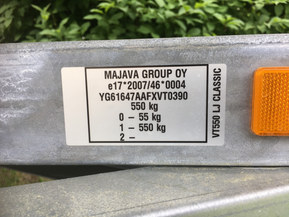 MAJAVA GROUP OY
e17*2007/46*0004
YG61647AAFXVT0390
550 kg
0 – 55 kg
1 – 550 kg
2 –
VT550 LJ CLASSIC